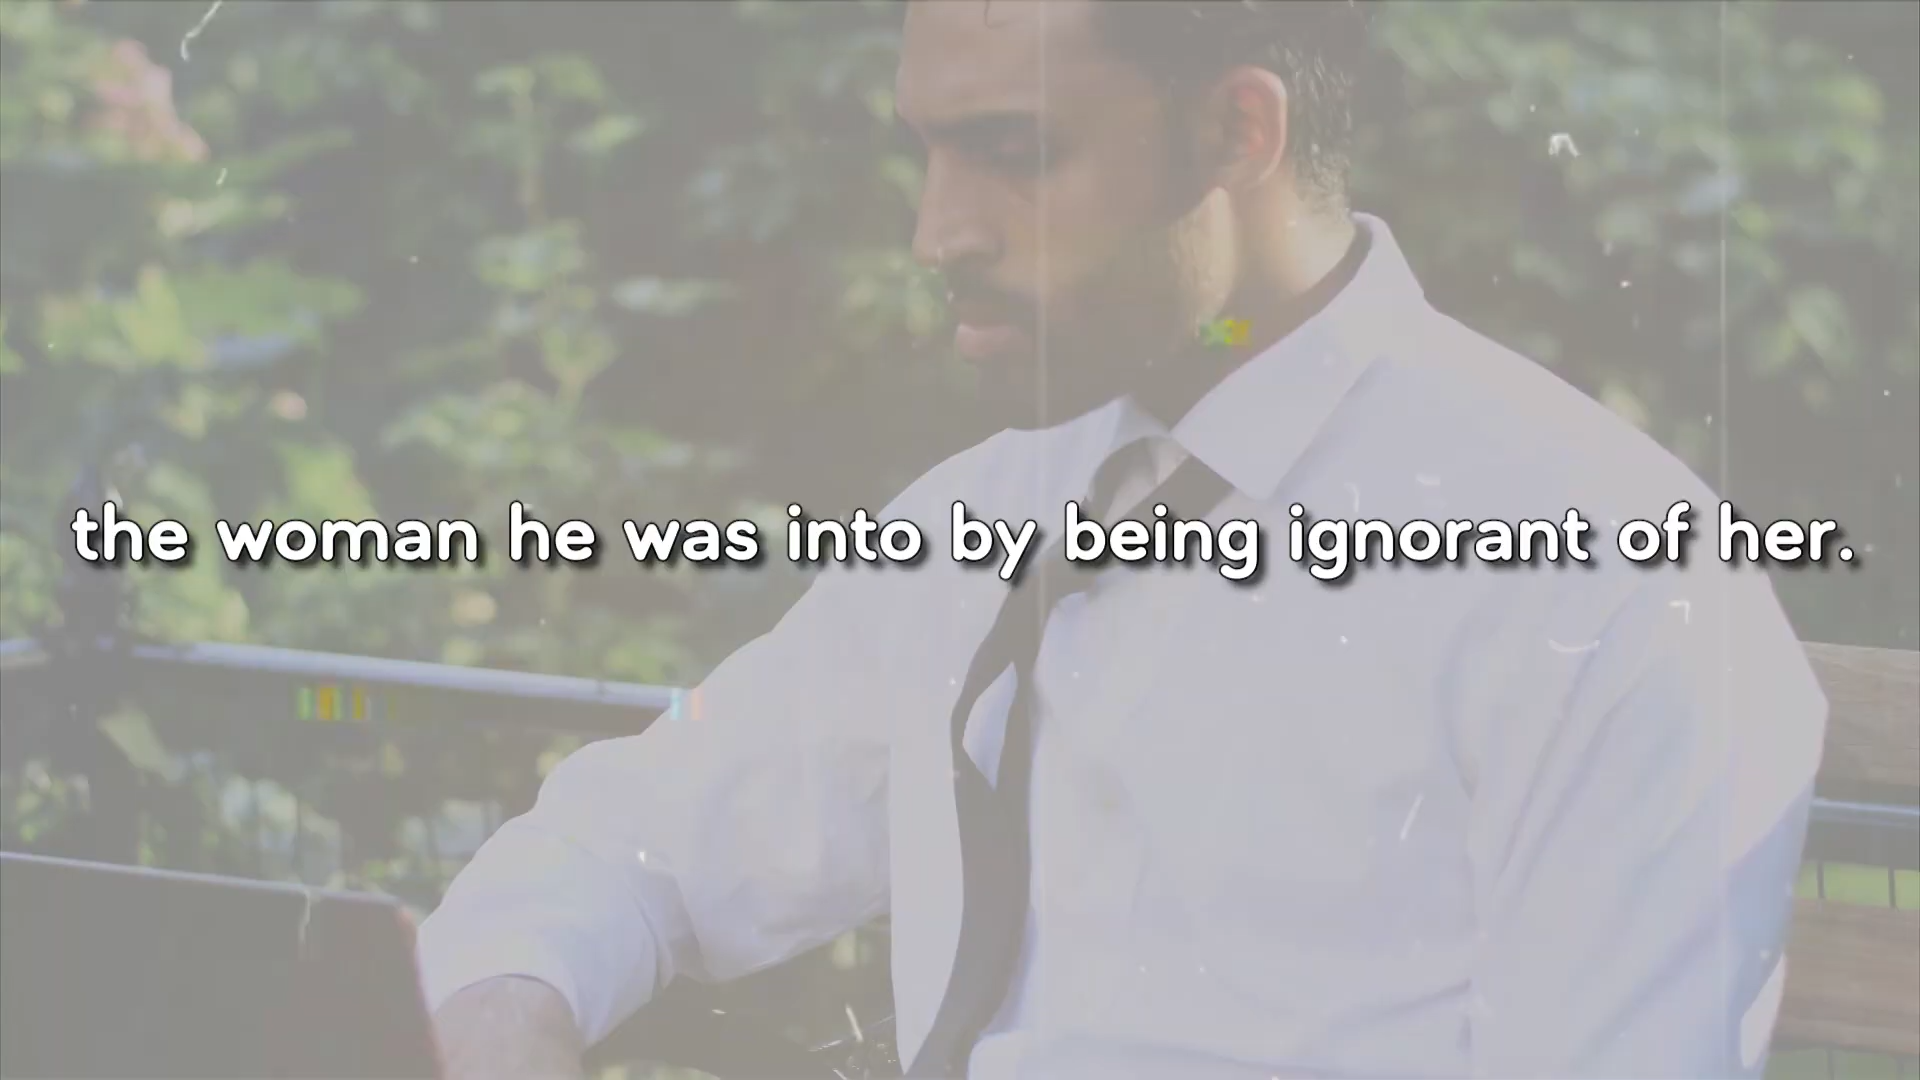 the woman he was into by being ignorant of her.